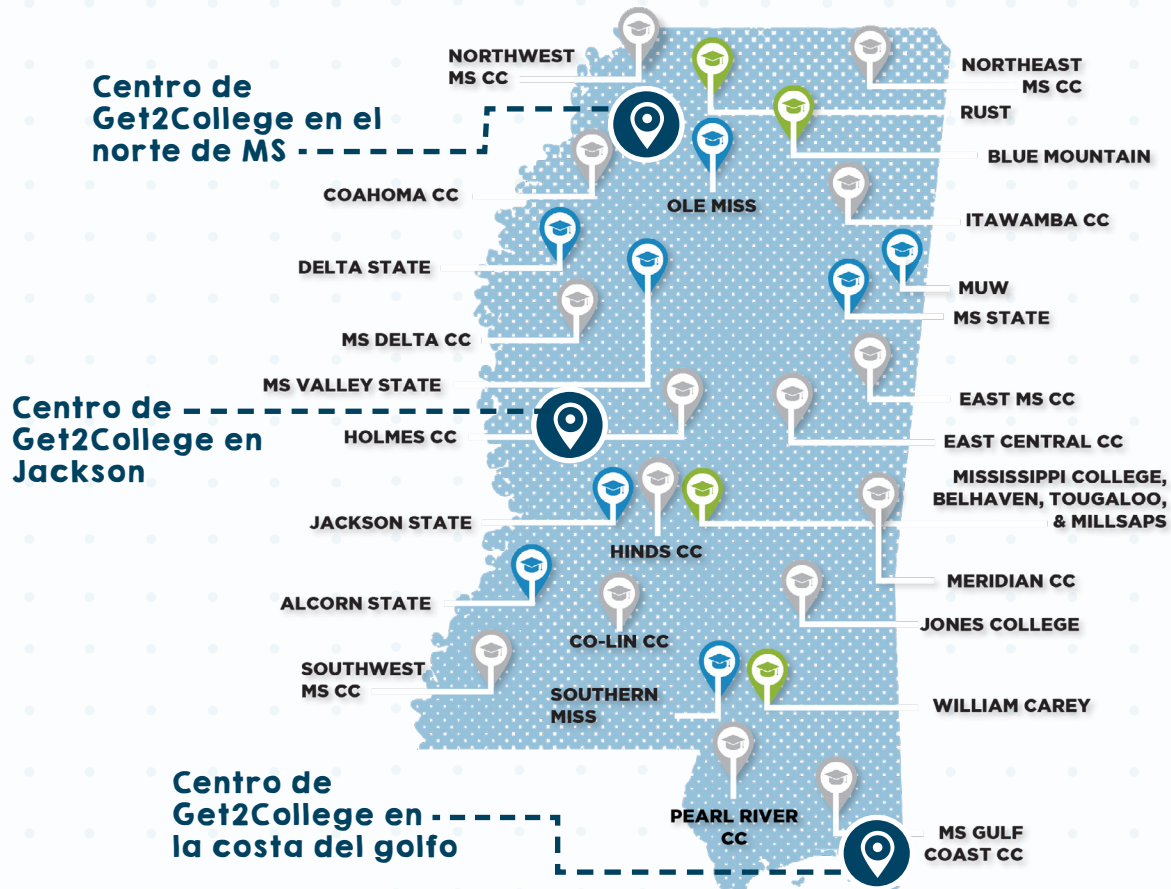 NORTHWEST
MS CC
Centro de
Get2College en el
norte de MS
NORTHEAST
MS CC
RUST
BLUE MOUNTAIN
COAHOMA CC
OLE MISS
ITAWAMBA CC
DELTA STATE
MUW
MS STATE
MS DELTA CC
MS VALLEY STATE
EAST MS CC
Centro de
Get2College en
Jackson
HOLMES CC
EAST CENTRAL CC
MISSISSIPPI COLLEGE,
BELHAVEN, TOUGALOO,
& MILLSAPS
JACKSON STATE
HINDS CC
MERIDIAN CC
ALCORN STATE
JONES COLLEGE
CO-LIN CC
SOUTHWEST
MS CC
SOUTHERN
MISS
WILLIAM CAREY
Centro de
Get2College en
la costa del golfo
PEARL RIVER
CC
MS GULF
COAST CC